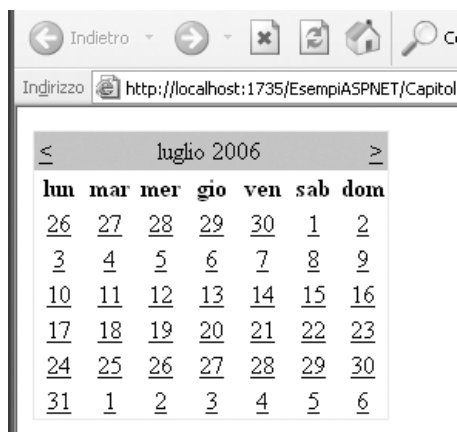 Indietro
Indirizzo http://localhost:1735/EsempiASPNET/Capitol
< luglio 2006 >
lun mar mer gio ven sab dom
26 27 28 29 30 1 2
3 4 5 6 7 8 9
10 11 12 13 14 15 16
17 18 19 20 21 22 23
24 25 26 27 28 29 30
31 1 2 3 4 5 6